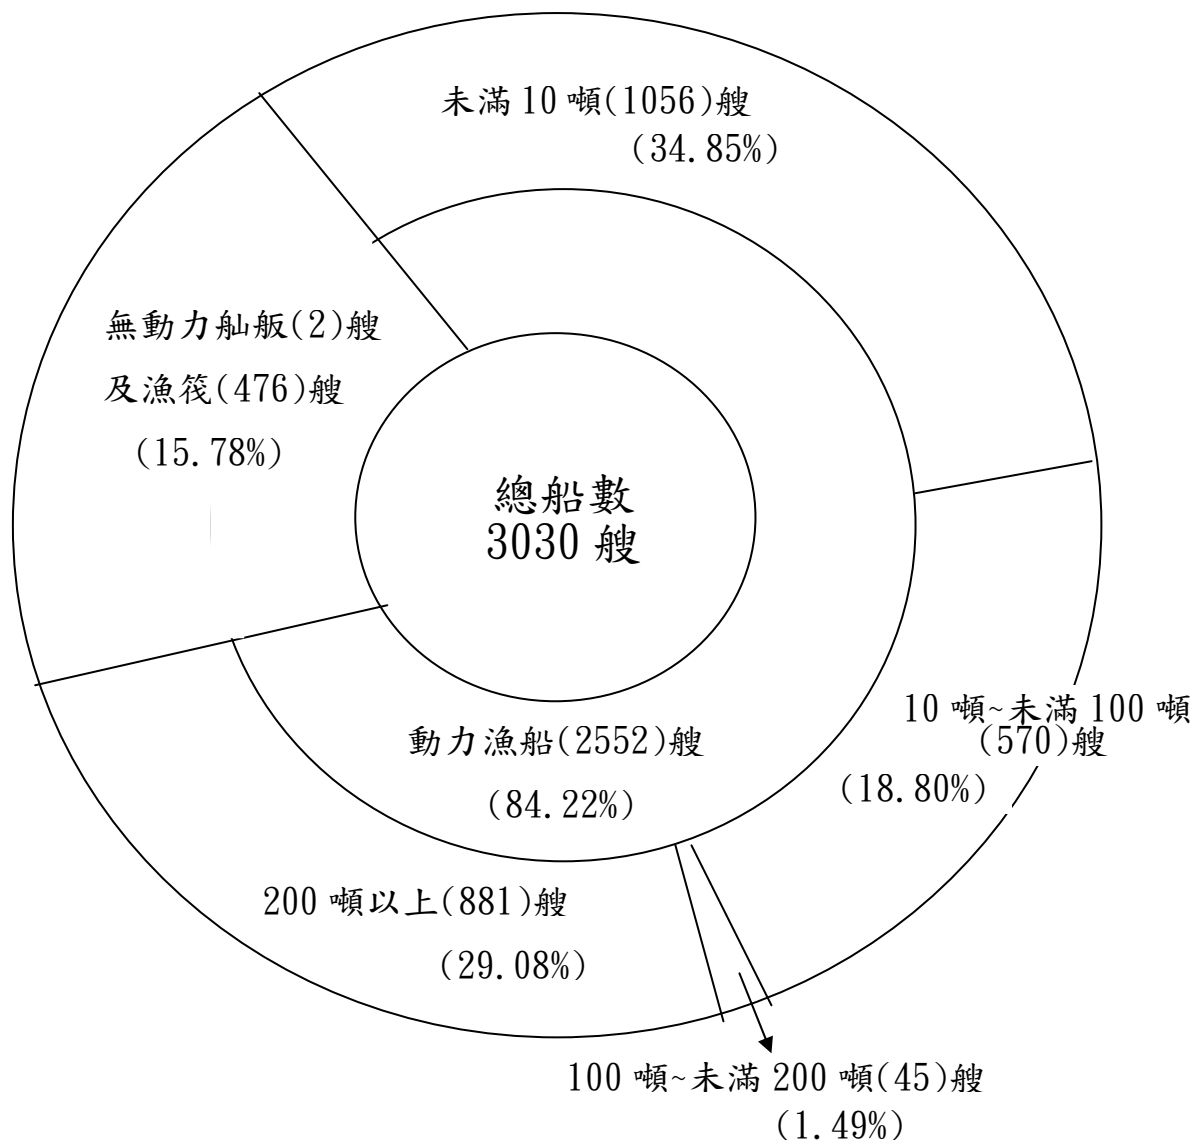 未滿10噸(1056)艘
(34.85%)
無動力舢舨(2)艘
及漁筏(476)艘
(15.78%)
總船數
3030艘
10噸~未滿100噸
(570)艘
(18.80%)
動力漁船(2552)艘
(84.22%)
200噸以上(881)艘
(29.08%)
100噸~未滿200噸(45)艘
(1.49%)